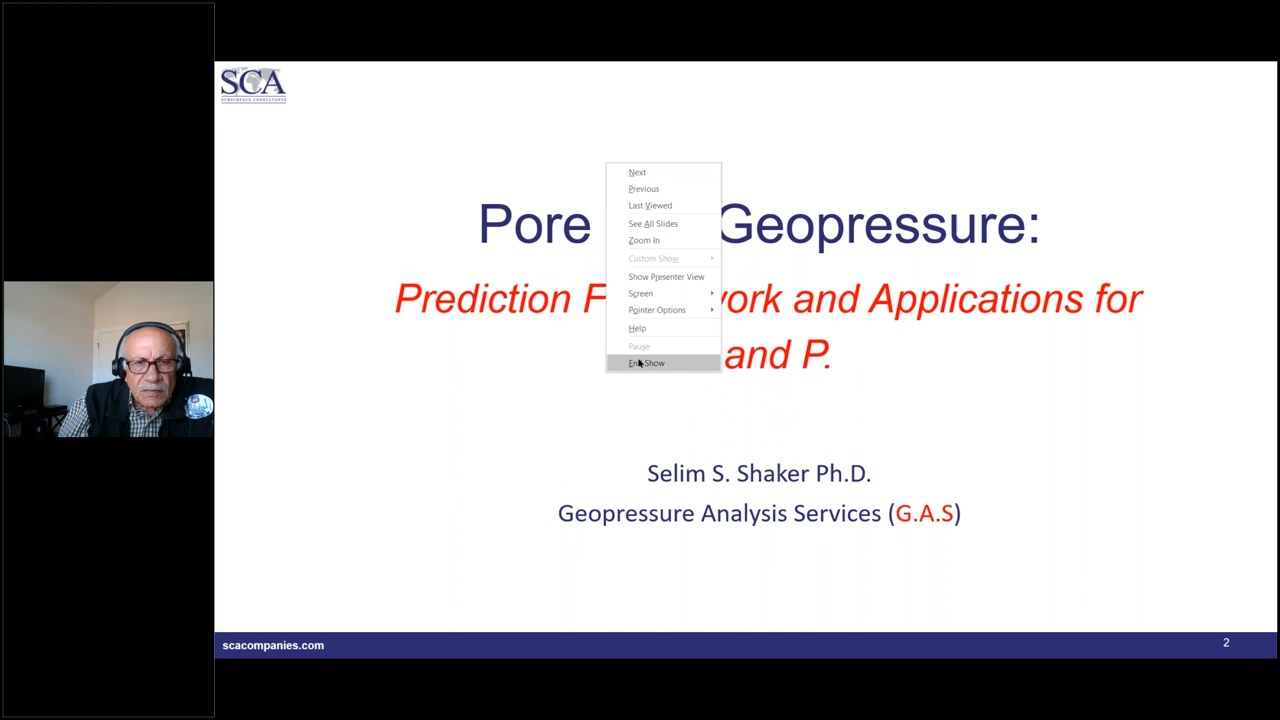 SCA
SUBSURFACE CONSULTANTS
Pore Geopressure:
Prediction F work and Applications for
and P.
Next
Previous
Last Viewed
See All Slides
Zoom In
Custom Show
Show Presenter View
Screen
Pointer Options
Help
Pause
End Show
Selim S. Shaker Ph.D.
Geopressure Analysis Services (G.A.S)
scacompanies.com
2